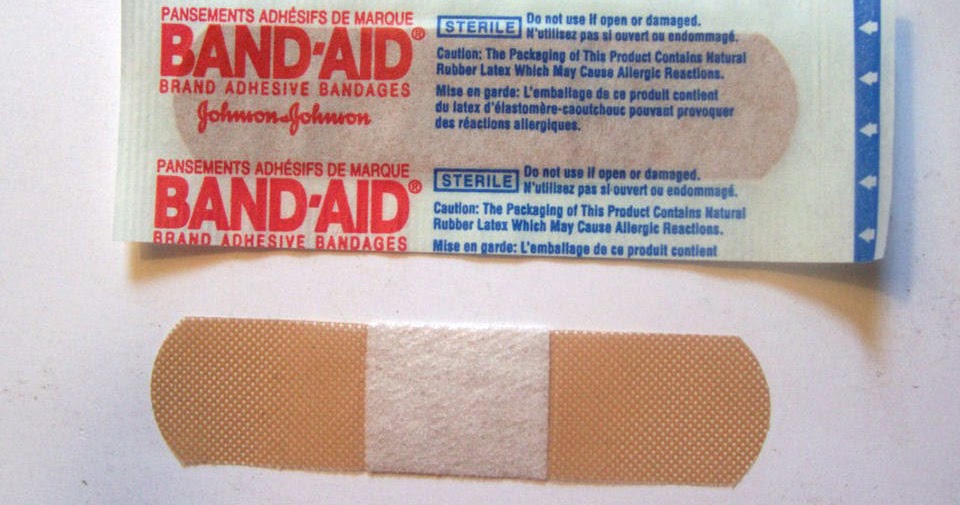 PANSEMENTS ADHÉSIFS DE MARQUE
BAND-AID®
BRAND ADHESIVE BANDAGES
Johnson & Johnson
STERILE
Do not use if open or damaged.
N'utilisez pas si ouvert ou endommagé.
Caution: The Packaging of This Product Contains Natural
Rubber Latex Which May Cause Allergic Reactions.
Mise en garde: L'emballage de ce produit contient
du latex d'élastomère-caoutchouc pouvant provoquer
des réactions allergiques.
PANSEMENTS ADHÉSIFS DE MARQUE
BAND-AID®
BRAND ADHESIVE BANDAGES
STERILE
Do not use if open or damaged.
N'utilisez pas si ouvert ou endommagé.
Caution: The Packaging of This Product Contains Natural
Rubber Latex Which May Cause Allergic Reactions.
Mise en garde: L'emballage de ce produit contient